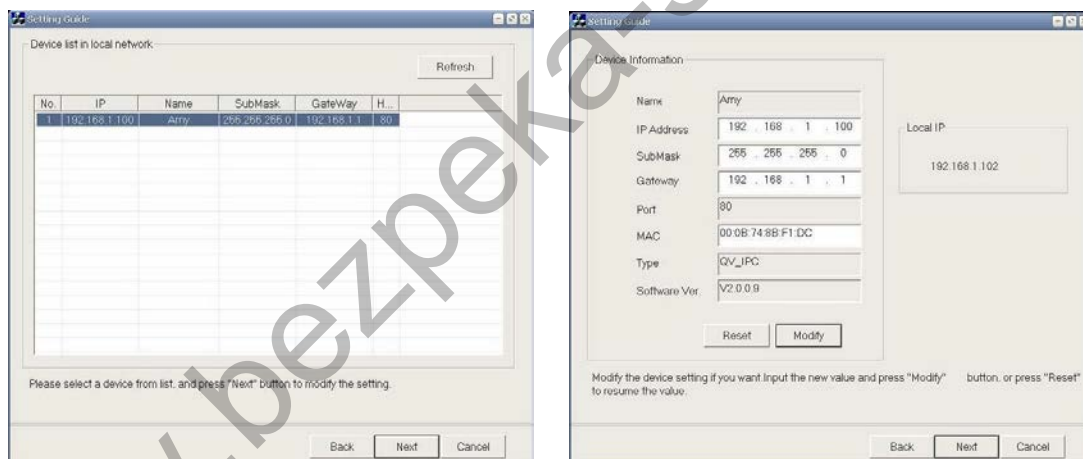 Setting Guide
Device list in local network
Refresh
No. IP Name SubMask GateWay H...
1 192.168.1.100 Amy 255.255.255.0 192.168.1.1 80
Please select a device from list, and press "Next" button to modify the setting.
Back Next Cancel
Setting Guide
Device Information
Name Amy
IP Address 192 . 168 . 1 . 100
SubMask 255 . 255 . 255 . 0
Gateway 192 . 168 . 1 . 1
Port 80
MAC 00:0B:74:8B:F1:DC
Type QV_IPC
Software Ver. V2.0.0.9
Reset Modify
Local IP
192.168.1.102
Modify the device setting if you want.Input the new value and press "Modify" button. or press "Reset"
to resume the value.
Back Next Cancel
.bezpeka-